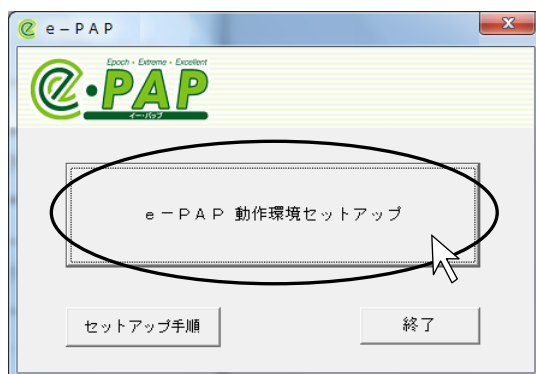 e－PAP
Epoch・Extreme・Excellent
e・PAP
イー・パップ
e－PAP 動作環境セットアップ
セットアップ手順
終了